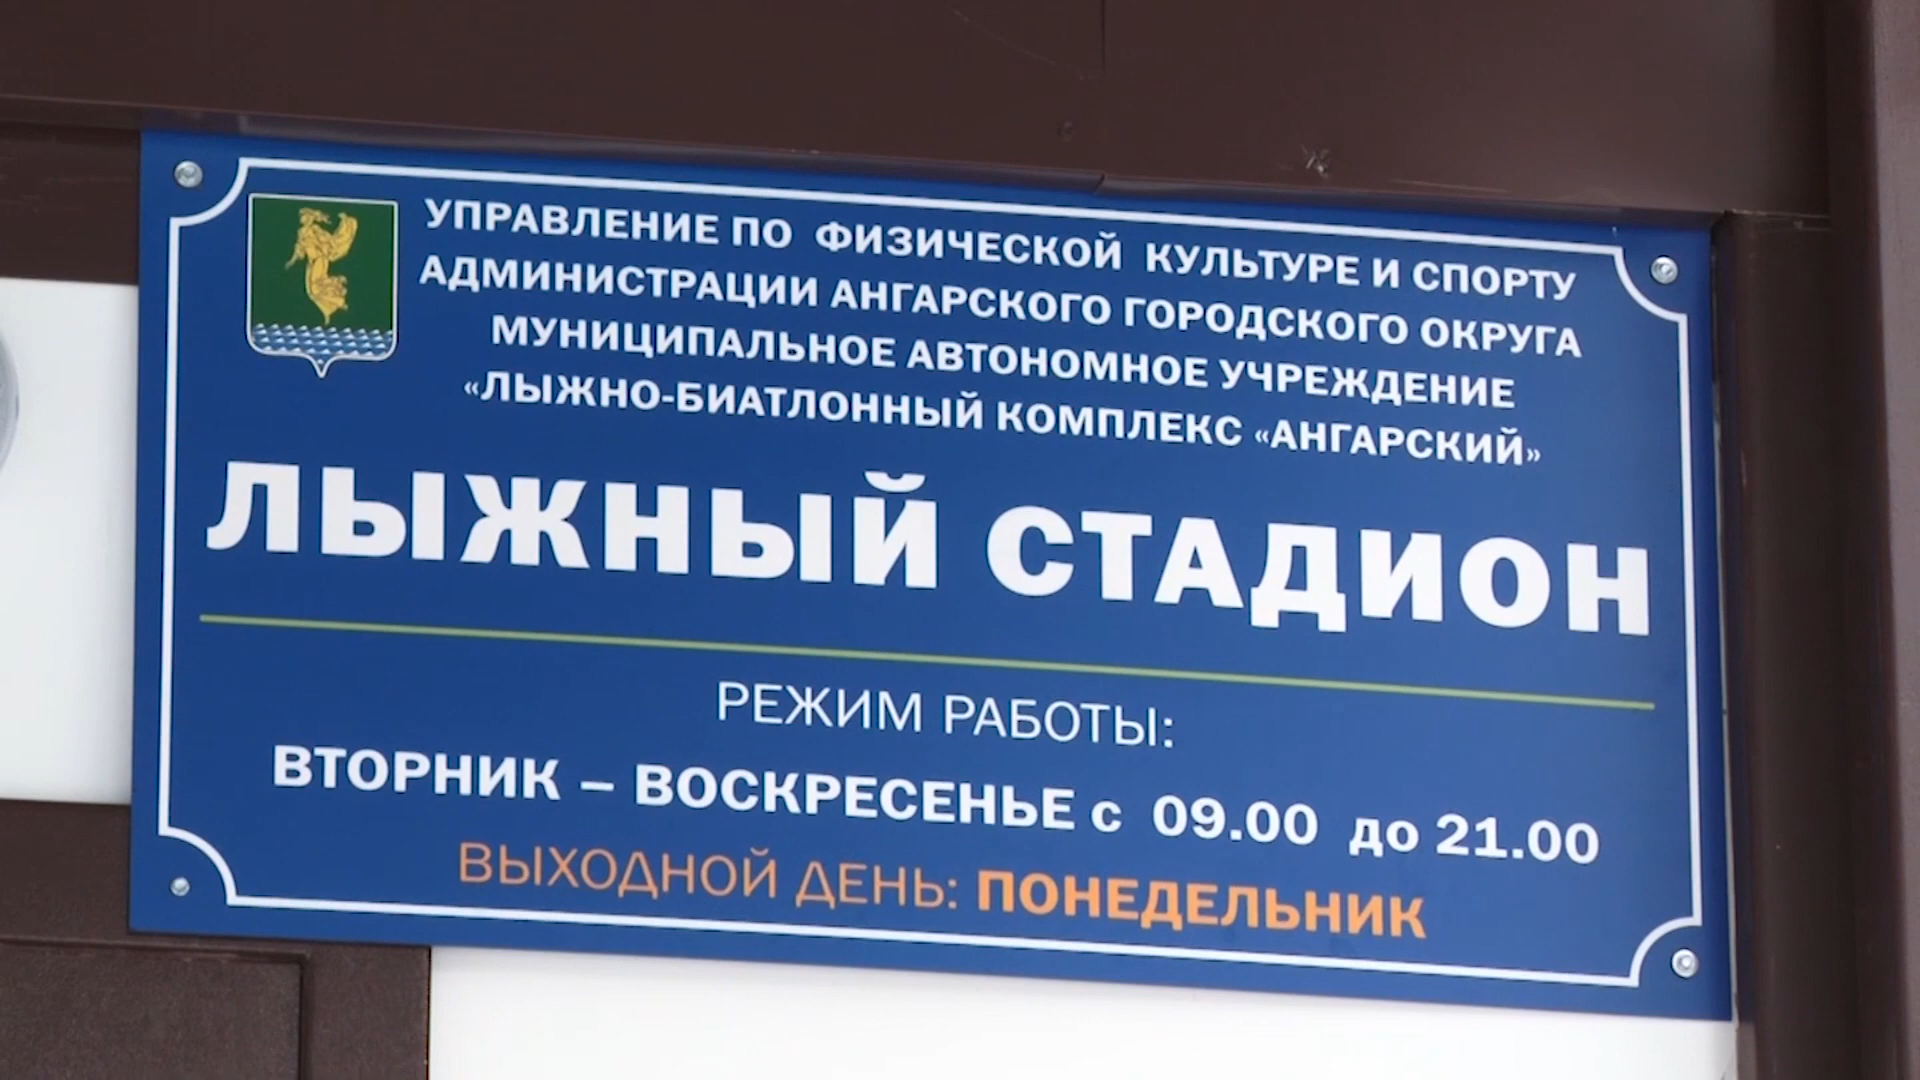 УПРАВЛЕНИЕ ПО ФИЗИЧЕСКОЙ КУЛЬТУРЕ И СПОРТУ
АДМИНИСТРАЦИИ АНГАРСКОГО ГОРОДСКОГО ОКРУГА
МУНИЦИПАЛЬНОЕ АВТОНОМНОЕ УЧРЕЖДЕНИЕ
«ЛЫЖНО-БИАТЛОННЫЙ КОМПЛЕКС «АНГАРСКИЙ»
ЛЫЖНЫЙ СТАДИОН
РЕЖИМ РАБОТЫ:
ВТОРНИК – ВОСКРЕСЕНЬЕ с 09.00 до 21.00
ВЫХОДНОЙ ДЕНЬ: ПОНЕДЕЛЬНИК